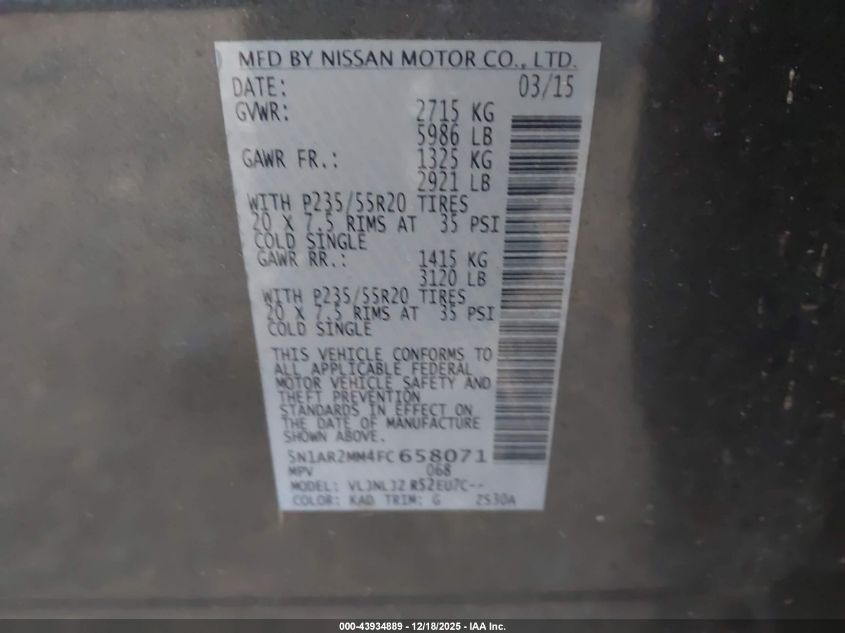 MFD BY NISSAN MOTOR CO., LTD.
DATE: 03/15
GVWR: 2715 KG
5986 LB
GAWR FR.: 1325 KG
2921 LB
WITH P235/55R20 TIRES
20 X 7.5 RIMS AT 35 PSI
COLD SINGLE
GAWR RR.: 1415 KG
3120 LB
WITH P235/55R20 TIRES
20 X 7.5 RIMS AT 35 PSI
COLD SINGLE
THIS VEHICLE CONFORMS TO
ALL APPLICABLE FEDERAL
MOTOR VEHICLE SAFETY AND
THEFT PREVENTION
STANDARDS IN EFFECT ON
THE DATE OF MANUFACTURE
SHOWN ABOVE.
5N1AR2MM4FC658071
MPV 068
MODEL: VLJNLJZ R52EU7C--
COLOR: KAD TRIM: G 2S30A
000-43934889 - 12/18/2025 - IAA Inc.